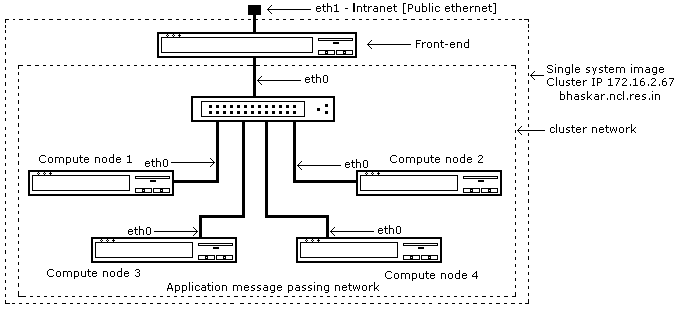 eth1 - Intranet [Public ethernet]
Front-end
eth0
Single system image
Cluster IP 172.16.2.67
bhaskar.ncl.res.in
cluster network
Compute node 1
eth0
eth0
Compute node 2
eth0
eth0
Compute node 3
Compute node 4
Application message passing network